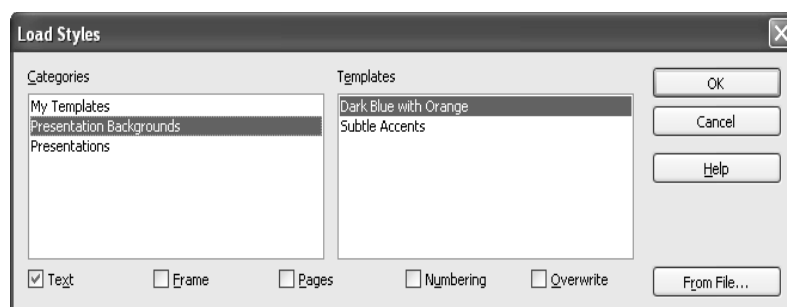 Load Styles
Categories
Templates
OK
My Templates
Dark Blue with Orange
Presentation Backgrounds
Subtle Accents
Cancel
Presentations
Help
Text
Frame
Pages
Numbering
Overwrite
From File...